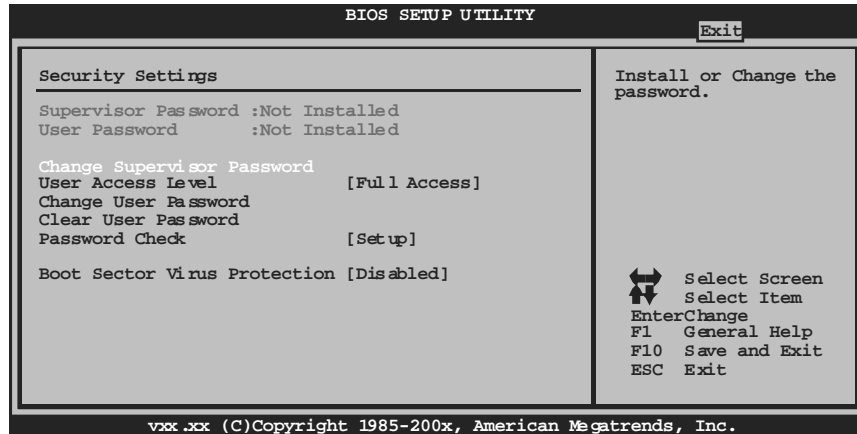 BIOS SETUP UTILITY
Exit
Security Settings
Supervisor Password :Not Installed
User Password :Not Installed
Change Supervisor Password
User Access Level [Full Access]
Change User Password
Clear User Password
Password Check [Setup]
Boot Sector Virus Protection [Disabled]
Install or Change the
password.
Select Screen
Select Item
EnterChange
F1 General Help
F10 Save and Exit
ESC Exit
vxx.xx (C)Copyright 1985-200x, American Megatrends, Inc.